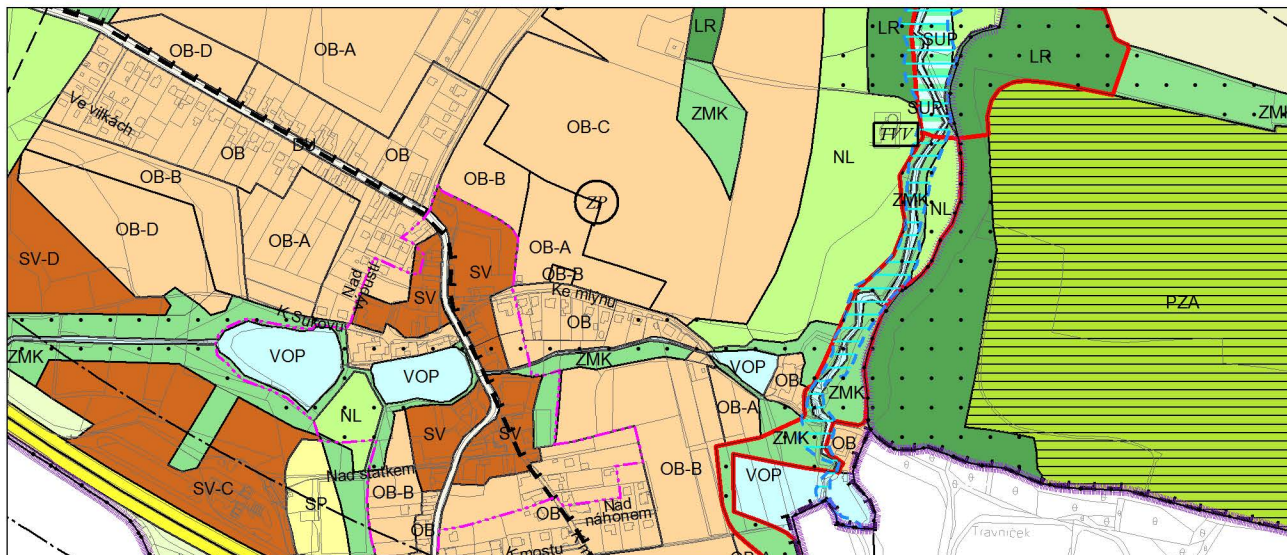 OB-D
OB-A
LR
LR
SUP
LR
Ve vilkách
OB-C
ZMK
SUP
TVV
ZMK
OB
OB
NL
OB-B
OB-B
ZMK
NL
OB-D
OB-A
ZP
SV-D
Nad
výpustí
SV
SV
OB-A
OB-B
Ke mlýnu
PZA
K Sukovu
OB
ZMK
VOP
VOP
ZMK
VOP
OB
NL
OB-A
ZMK
SV
SV
ZMK
OB
Nad statkem
OB-B
VOP
SV-C
SP
OB-B
OB
OB
Nad
náhonem
Travníček
K mostu
OB-A